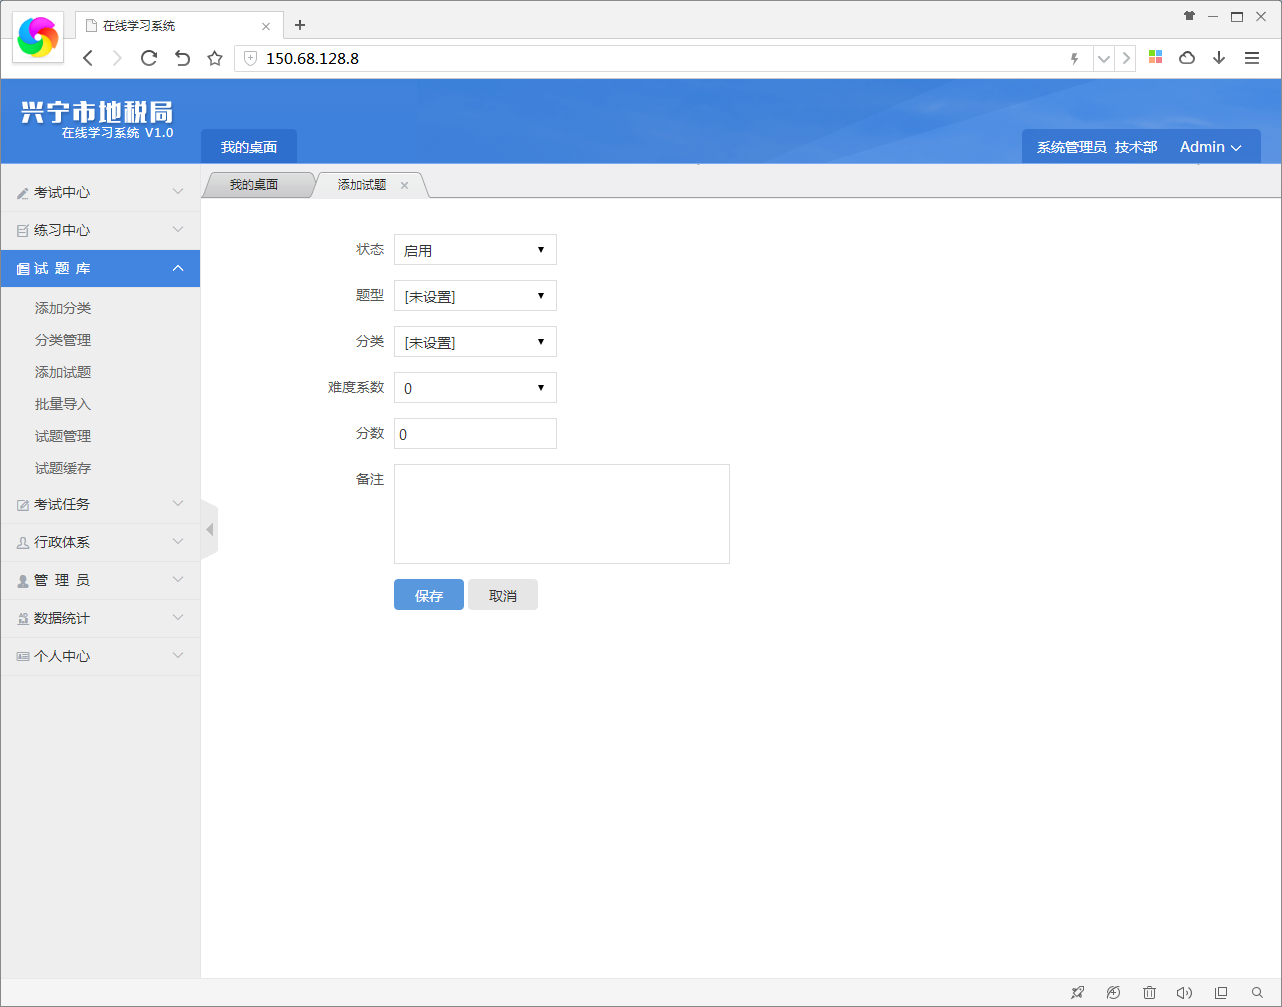 在线学习系统
150.68.128.8
兴宁市地税局
在线学习系统 V1.0
我的桌面
系统管理员 技术部 Admin
我的桌面
添加试题
考试中心
练习中心
试 题 库
添加分类
分类管理
添加试题
批量导入
试题管理
试题缓存
考试任务
行政体系
管 理 员
数据统计
个人中心
状态 启用
题型 [未设置]
分类 [未设置]
难度系数 0
分数 0
备注
保存 取消